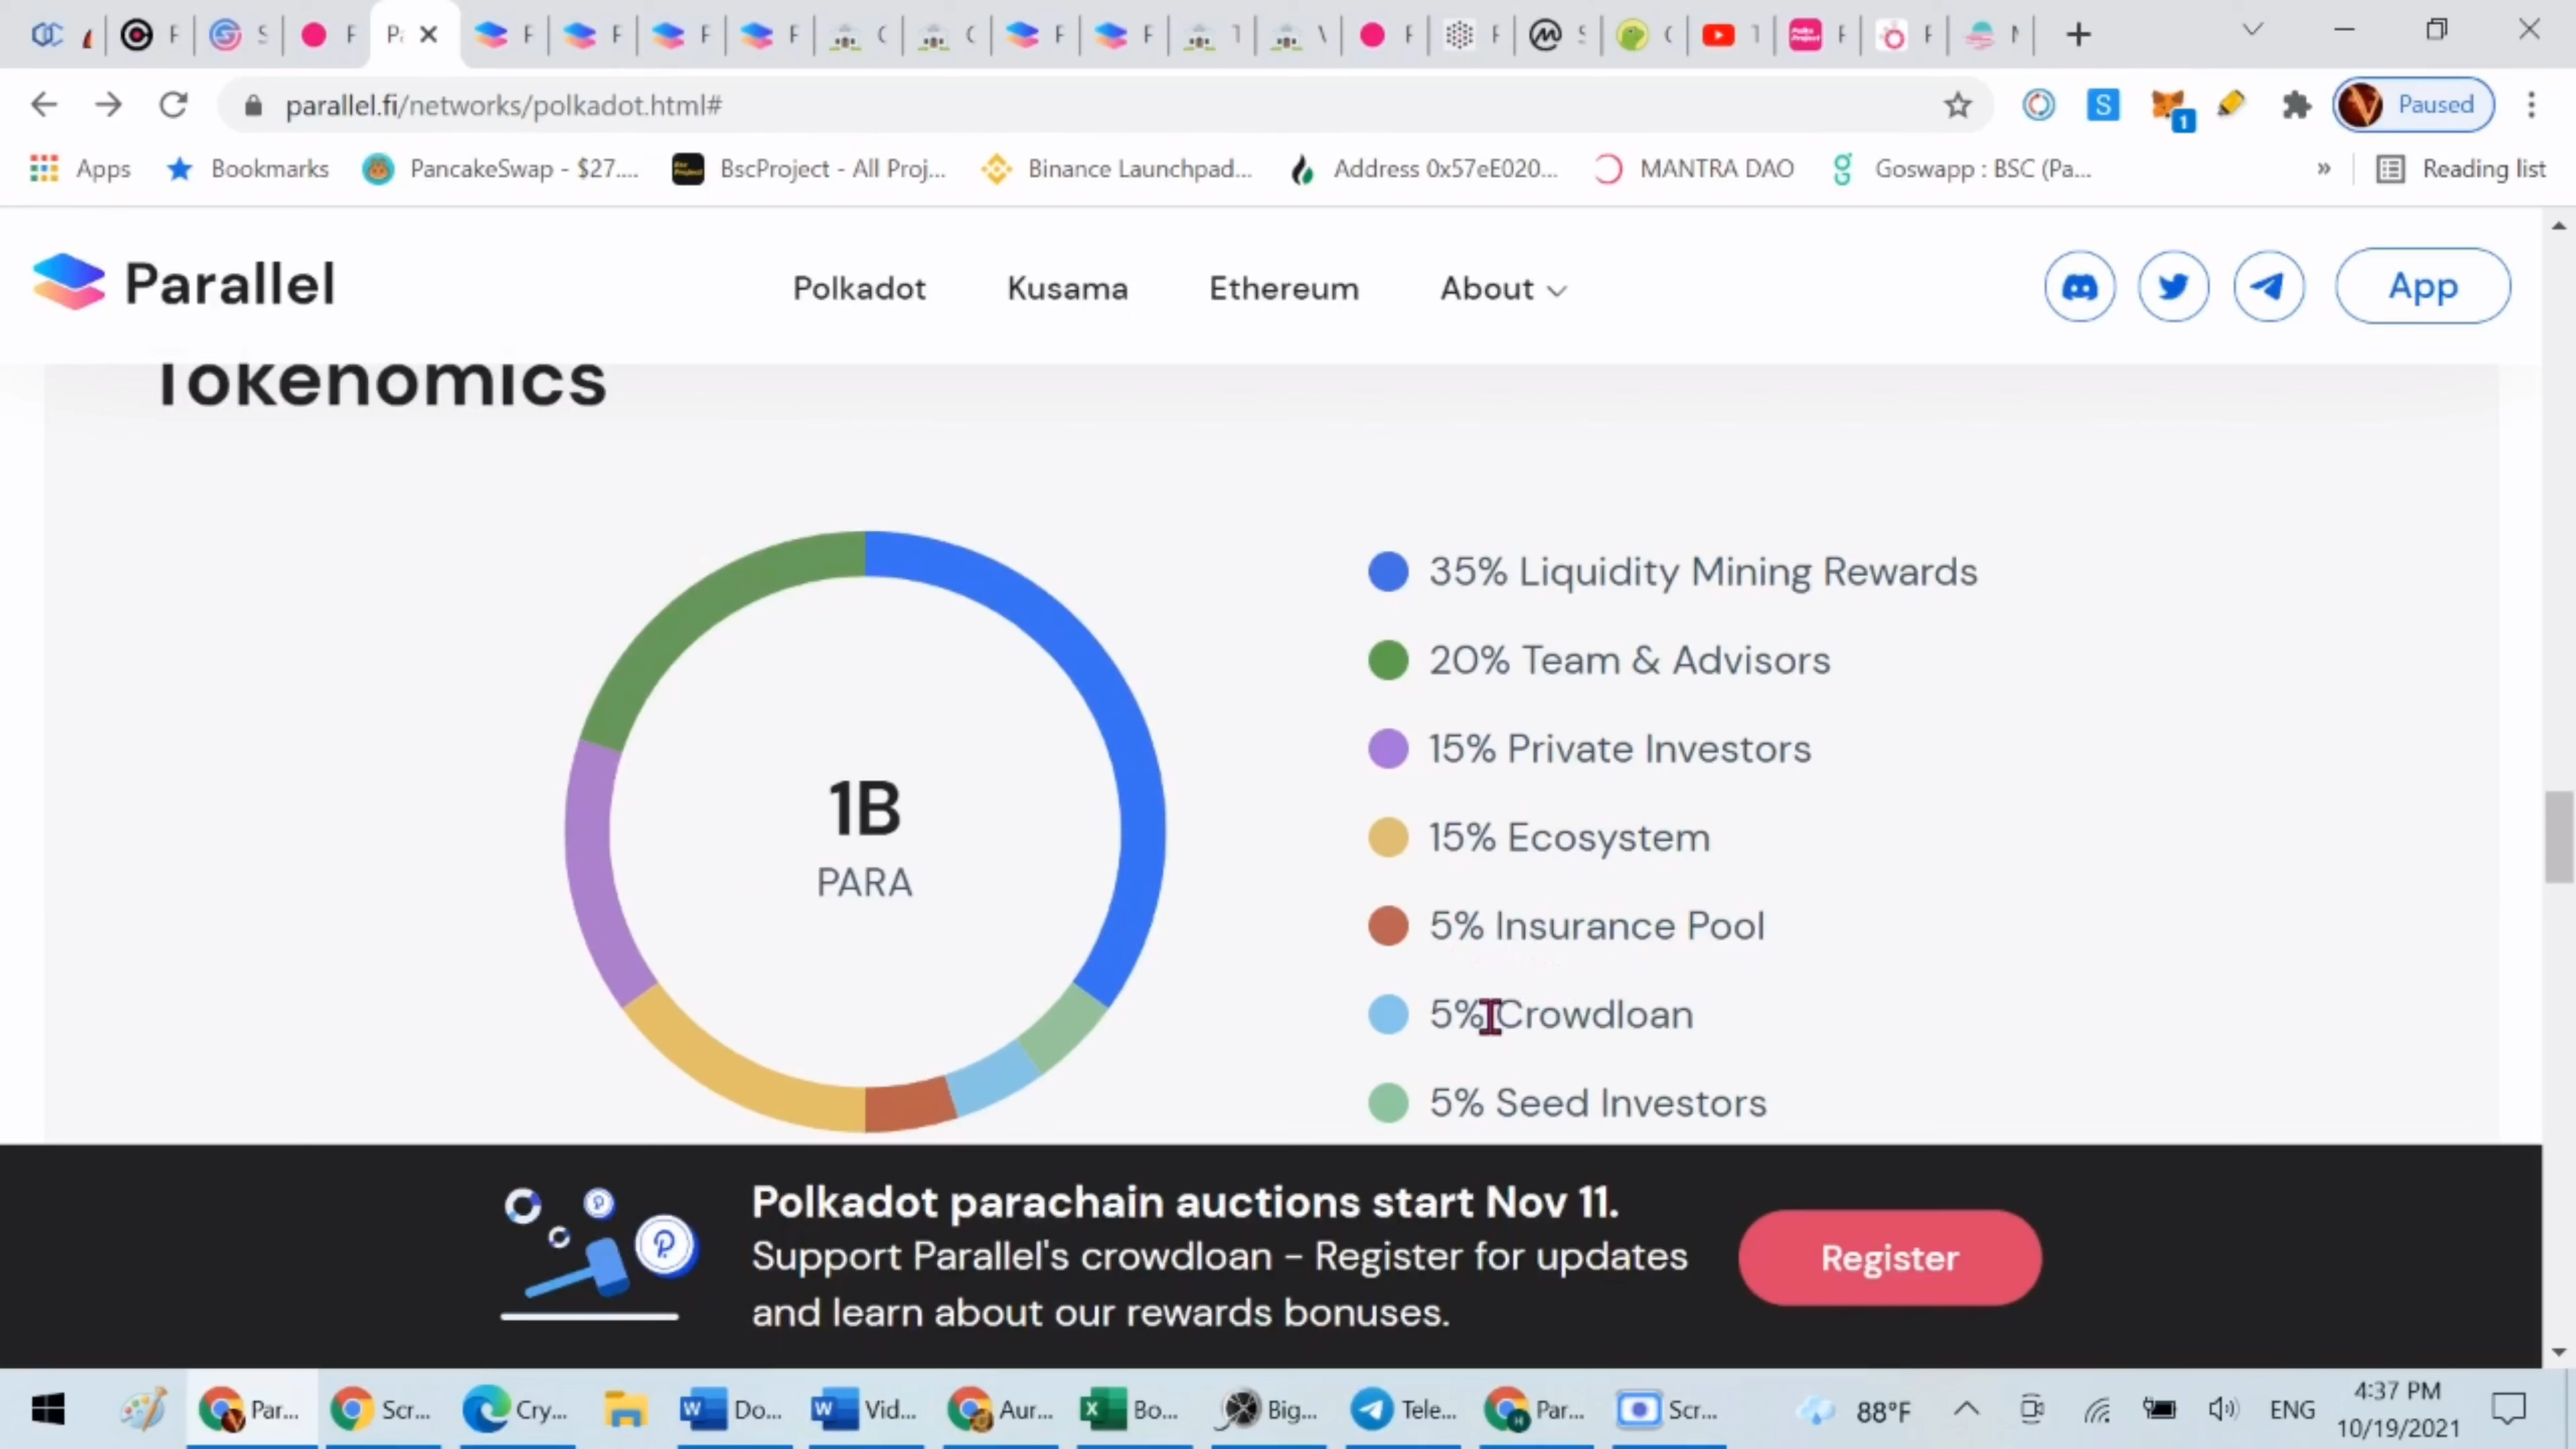 parallel.fi/networks/polkadot.html#
Paused
1
Apps
Bookmarks
PancakeSwap - $27....
BscProject - All Proj...
Binance Launchpad...
Address 0x57eE020...
MANTRA DAO
Goswapp : BSC (Pa...
»
Reading list
Parallel
Polkadot
Kusama
Ethereum
About
App
Tokenomics
1B
PARA
35% Liquidity Mining Rewards
20% Team & Advisors
15% Private Investors
15% Ecosystem
5% Insurance Pool
5% Crowdloan
5% Seed Investors
Polkadot parachain auctions start Nov 11.
Support Parallel's crowdloan – Register for updates
and learn about our rewards bonuses.
Register
Par...
Scr...
Cry...
Do...
Vid...
Aur...
Bo...
Big...
Tele...
Par...
Scr...
88°F
ENG
4:37 PM
10/19/2021